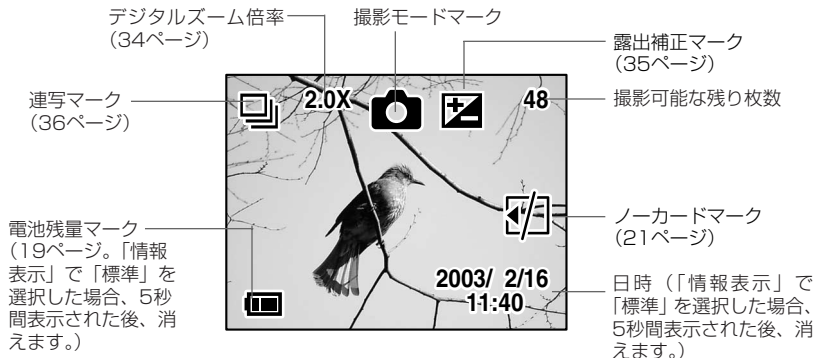 デジタルズーム倍率
(34ページ)
撮影モードマーク
露出補正マーク
(35ページ)
連写マーク
(36ページ)
撮影可能な残り枚数
2.0X
48
電池残量マーク
(19ページ。「情報
表示」で「標準」を
選択した場合、5秒
間表示された後、消
えます。)
ノーカードマーク
(21ページ)
2003/ 2/16
11:40
日時(「情報表示」で
「標準」を選択した場合、
5秒間表示された後、消
えます。)